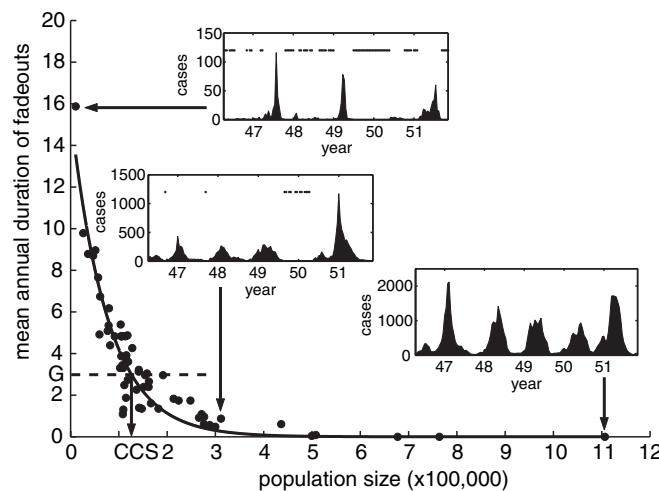 20
18
16
14
12
10
8
6
4
G
2
0
mean annual duration of fadeouts
0 CCS 2 3 4 5 6 7 8 9 10 11 12
population size (x100,000)
150
100
50
0
cases
47 48 49 50 51
year
1500
1000
500
0
cases
47 48 49 50 51
year
2000
1000
0
cases
47 48 49 50 51
year